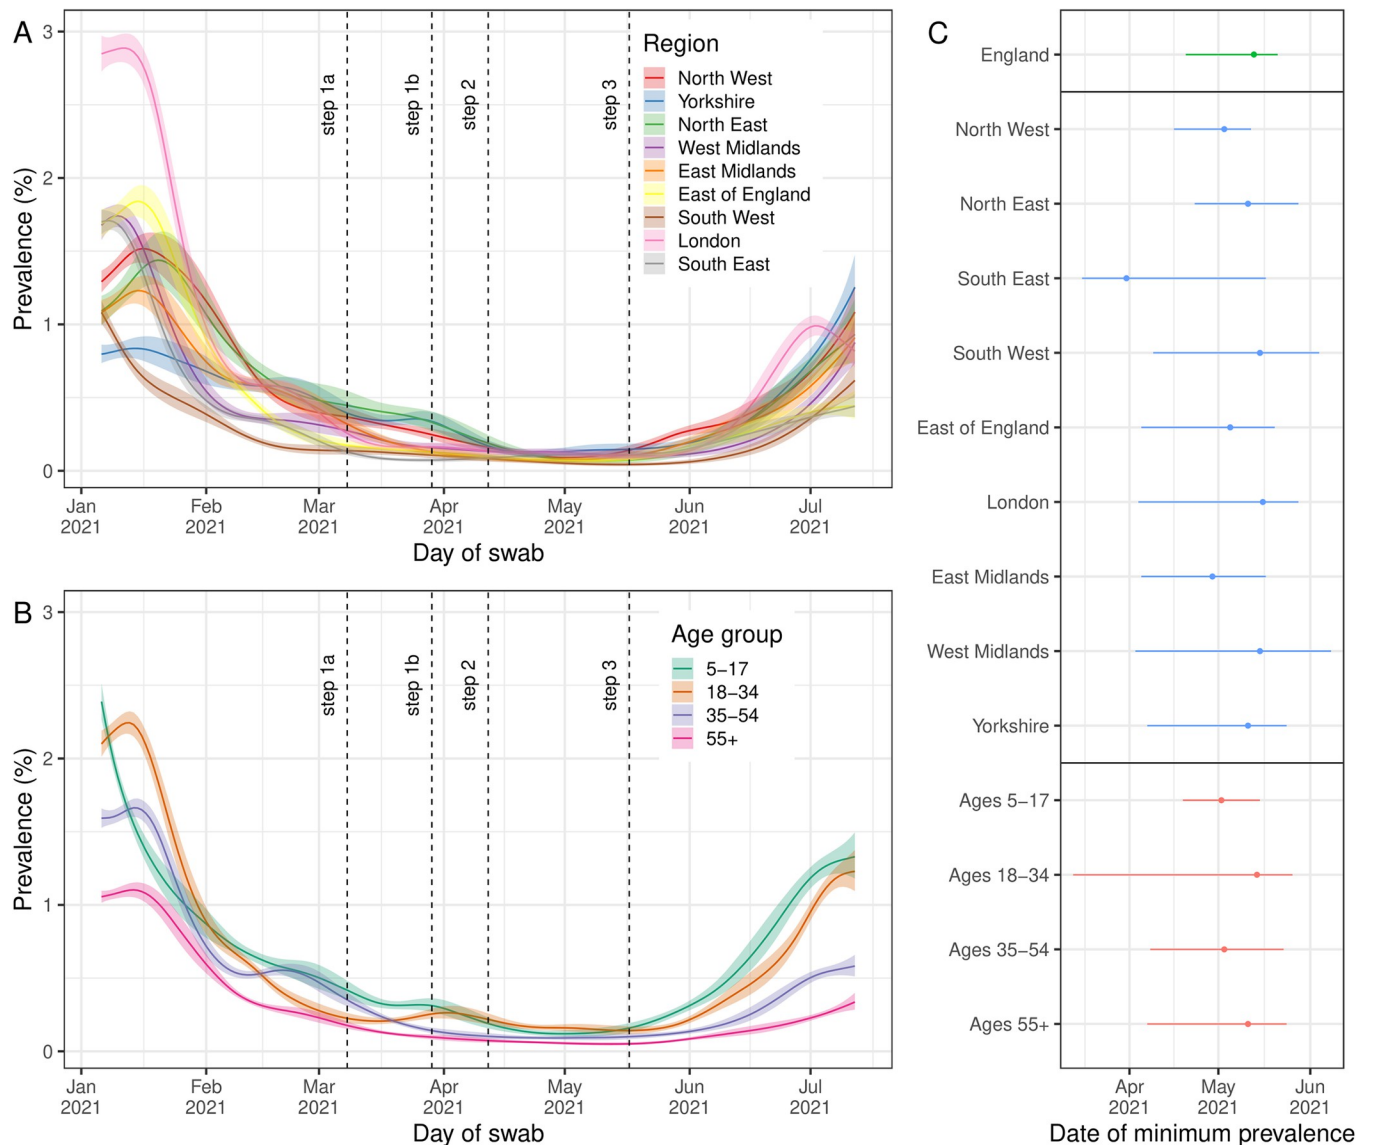 A
Prevalence (%)
3
2
1
0
step 1a
step 1b
step 2
step 3
Region
North West
Yorkshire
North East
West Midlands
East Midlands
East of England
South West
London
South East
Jan
2021
Feb
2021
Mar
2021
Apr
2021
May
2021
Jun
2021
Jul
2021
Day of swab
B
Prevalence (%)
3
2
1
0
step 1a
step 1b
step 2
step 3
Age group
5−17
18−34
35−54
55+
Jan
2021
Feb
2021
Mar
2021
Apr
2021
May
2021
Jun
2021
Jul
2021
Day of swab
C
England
North West
North East
South East
South West
East of England
London
East Midlands
West Midlands
Yorkshire
Ages 5−17
Ages 18−34
Ages 35−54
Ages 55+
Apr
2021
May
2021
Jun
2021
Date of minimum prevalence